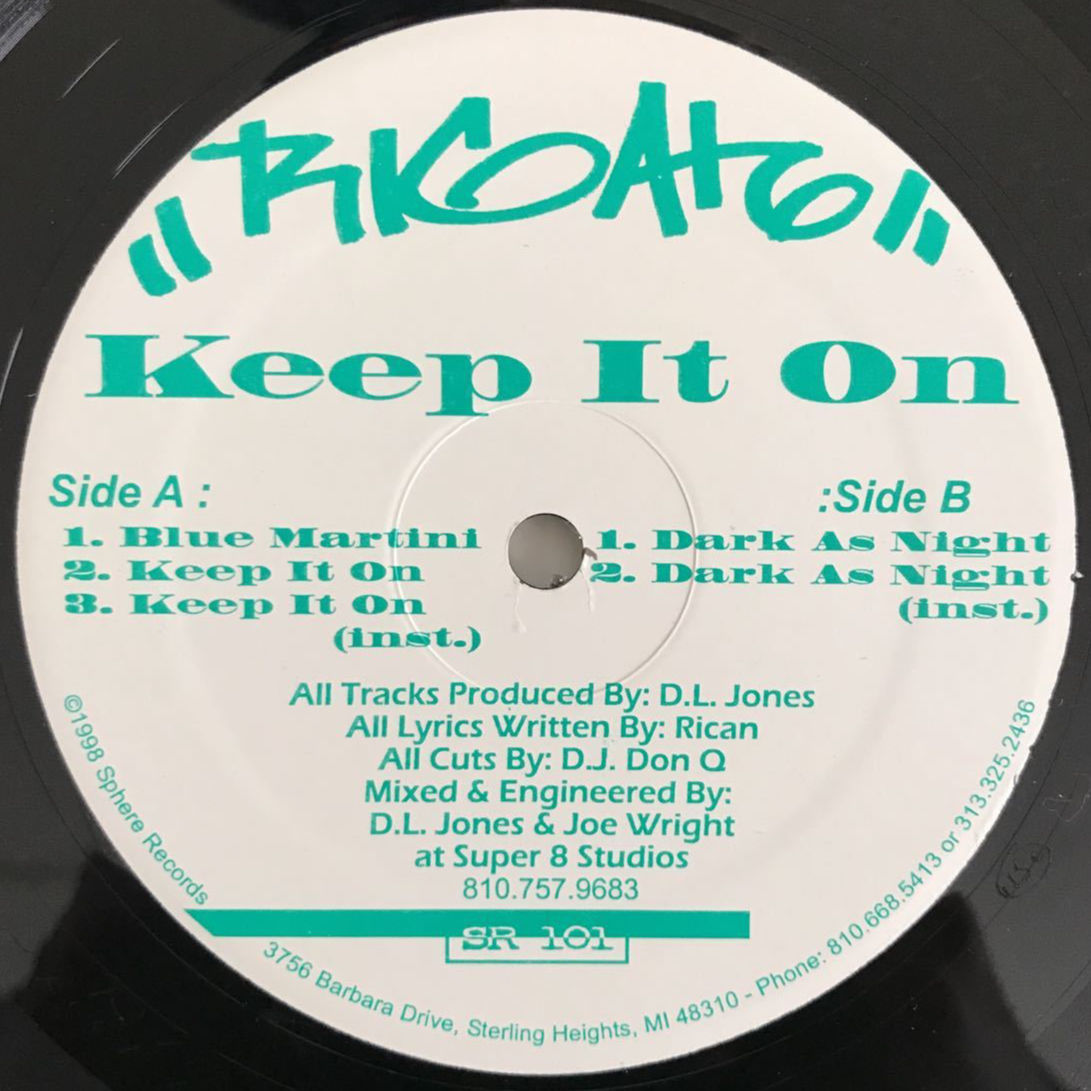 Keep It On
Side A :
1. Blue Martini
2. Keep It On
3. Keep It On
(inst.)
:Side B
1. Dark As Night
2. Dark As Night
(inst.)
All Tracks Produced By: D.L. Jones
All Lyrics Written By: Rican
All Cuts By: D.J. Don Q
Mixed & Engineered By:
D.L. Jones & Joe Wright
at Super 8 Studios
810.757.9683
SR 101
©1998 Sphere Records
3756 Barbara Drive, Sterling Heights, MI 48310 - Phone: 810.668.5413 or 313.325.2436